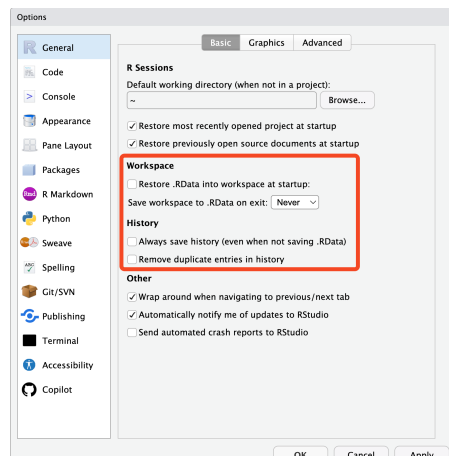 Options
General
Code
Console
Appearance
Pane Layout
Packages
Rmd R Markdown
Python
Sweave
ABC Spelling
Git/SVN
Publishing
Terminal
Accessibility
Copilot
Basic Graphics Advanced
R Sessions
Default working directory (when not in a project):
~ Browse...
Restore most recently opened project at startup
Restore previously open source documents at startup
Workspace
Restore .RData into workspace at startup:
Save workspace to .RData on exit: Never
History
Always save history (even when not saving .RData)
Remove duplicate entries in history
Other
Wrap around when navigating to previous/next tab
Automatically notify me of updates to RStudio
Send automated crash reports to RStudio
OK Cancel Apply